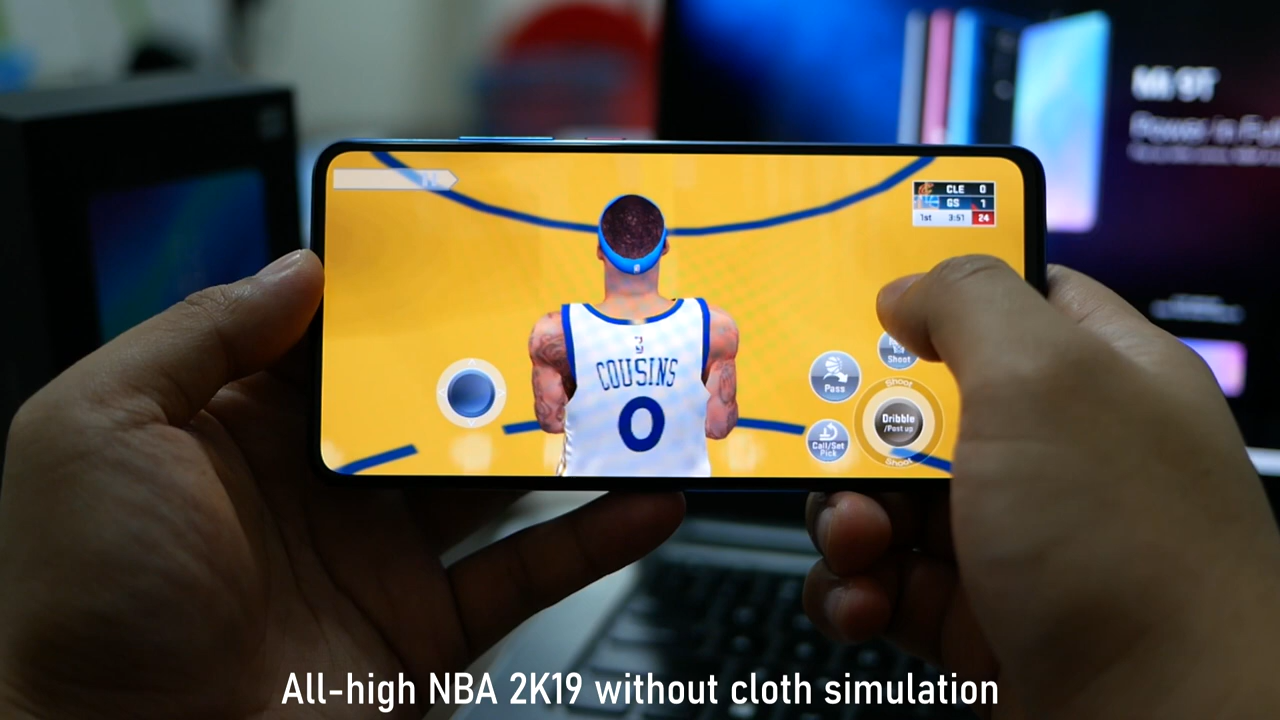 Mi 9T
CLE 0
GS 1
1st 3:51 24
COUSINS
0
Shoot
Pass
Shoot
Dribble
/Post up
Call/Set
Pick
Shoot
All-high NBA 2K19 without cloth simulation